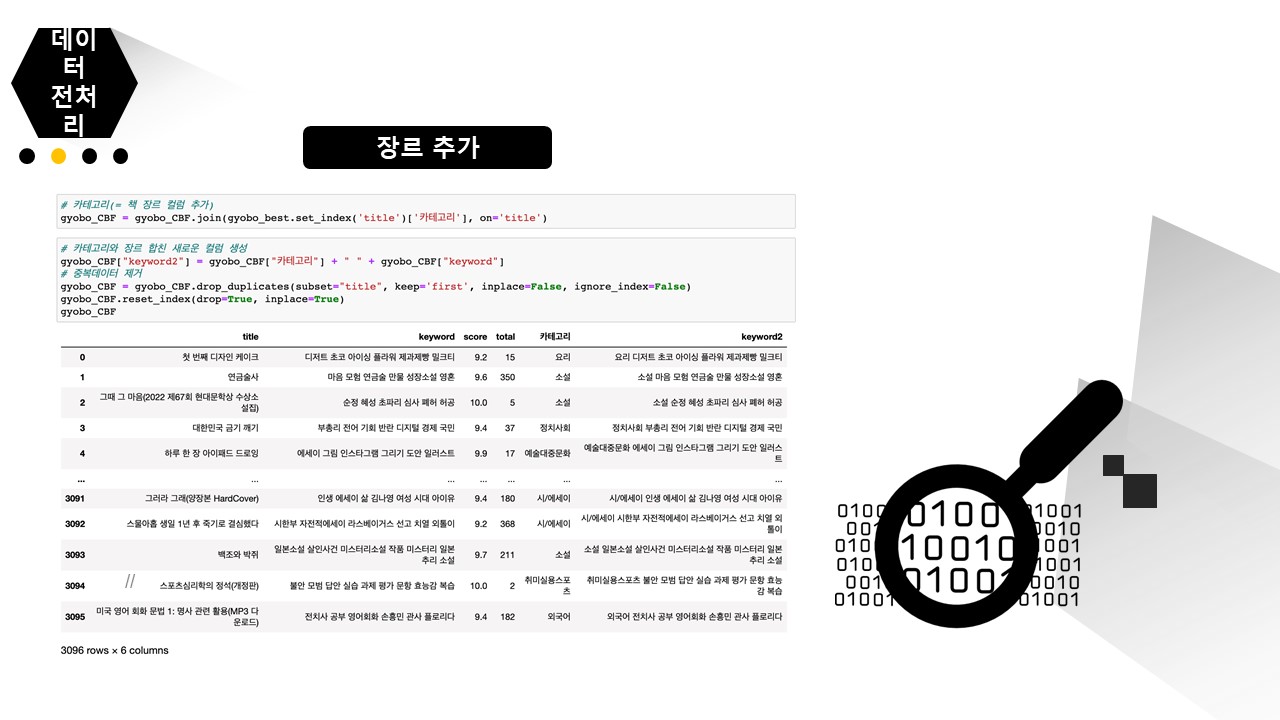 데이
터
전처
리
장르 추가
# 카테고리(= 책 장르 컬럼 추가)
gyobo_CBF = gyobo_CBF.join(gyobo_best.set_index('title')['카테고리'], on='title')
# 카테고리와 장르 합친 새로운 컬럼 생성
gyobo_CBF["keyword2"] = gyobo_CBF["카테고리"] + " " + gyobo_CBF["keyword"]
# 중복데이터 제거
gyobo_CBF = gyobo_CBF.drop_duplicates(subset="title", keep='first', inplace=False, ignore_index=False)
gyobo_CBF.reset_index(drop=True, inplace=True)
gyobo_CBF
title keyword score total 카테고리 keyword2
0 첫 번째 디자인 케이크 디저트 초코 아이싱 플라워 제과제빵 밀크티 9.2 15 요리 요리 디저트 초코 아이싱 플라워 제과제빵 밀크티
1 연금술사 마음 모험 연금술 만물 성장소설 영혼 9.6 350 소설 소설 마음 모험 연금술 만물 성장소설 영혼
2 그때 그 마음(2022 제67회 현대문학상 수상소 순정 혜성 초파리 심사 폐허 허공 10.0 5 소설 소설 순정 혜성 초파리 심사 폐허 허공
설집)
3 대한민국 금기 깨기 부총리 전어 기회 반란 디지털 경제 국민 9.4 37 정치사회 정치사회 부총리 전어 기회 반란 디지털 경제 국민
4 하루 한 장 아이패드 드로잉 에세이 그림 인스타그램 그리기 도안 일러스트 9.9 17 예술대중문화 예술대중문화 에세이 그림 인스타그램 그리기 도안 일러스
트
... ... ... ... ... ... ...
3091 그러라 그래(양장본 HardCover) 인생 에세이 삶 김나영 여성 시대 아이유 9.4 180 시/에세이 시/에세이 인생 에세이 삶 김나영 여성 시대 아이유
3092 스물아홉 생일 1년 후 죽기로 결심했다 시한부 자전적에세이 라스베이거스 선고 치열 외톨이 9.2 368 시/에세이 시/에세이 시한부 자전적에세이 라스베이거스 선고 치열 외
톨이
3093 백조와 박쥐 일본소설 살인사건 미스터리소설 작품 미스터리 일본 9.7 211 소설 소설 일본소설 살인사건 미스터리소설 작품 미스터리 일본
추리 소설 추리 소설
3094 // 스포츠심리학의 정석(개정판) 불안 모범 답안 실습 과제 평가 문항 효능감 복습 10.0 2 취미실용스포 취미실용스포츠 불안 모범 답안 실습 과제 평가 문항 효능
츠 감 복습
3095 미국 영어 회화 문법 1: 명사 관련 활용(MP3 다 전치사 공부 영어회화 손흥민 관사 플로리다 9.4 182 외국어 외국어 전치사 공부 영어회화 손흥민 관사 플로리다
운로드)
3096 rows × 6 columns